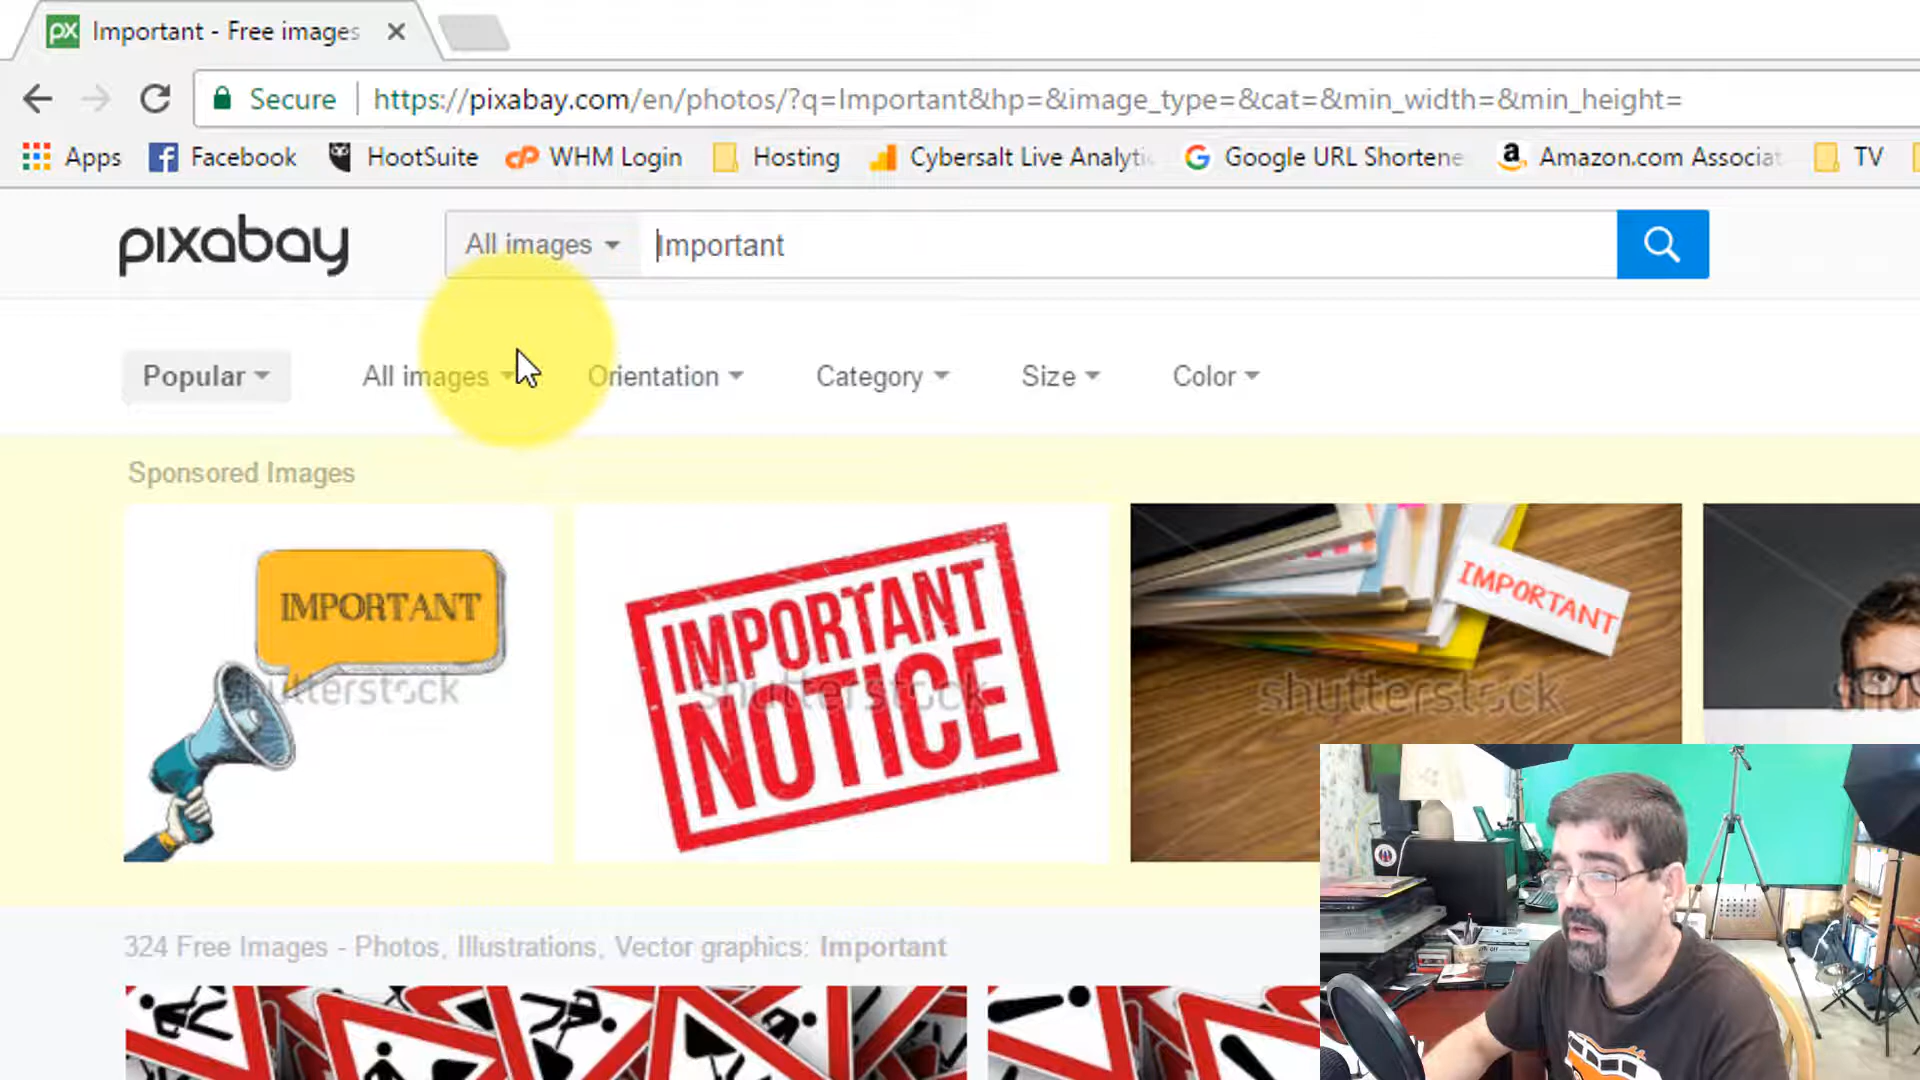 px Important - Free images
Secure https://pixabay.com/en/photos/?q=Important&hp=&image_type=&cat=&min_width=&min_height=
Apps Facebook HootSuite WHM Login Hosting Cybersalt Live Analyti Google URL Shortene Amazon.com Associat TV
pixabay All images Important
Popular All images Orientation Category Size Color
Sponsored Images
IMPORTANT
shutterstock
IMPORTANT
NOTICE
shutterstock
IMPORTANT
shutterstock
324 Free Images - Photos, Illustrations, Vector graphics: Important